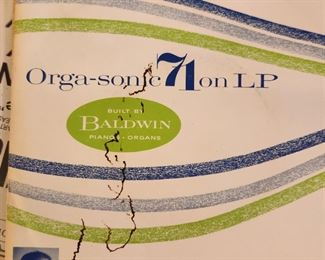 Orga-sonic 71 on LP
BUILT BY
BALDWIN
PIANOS • ORGANS